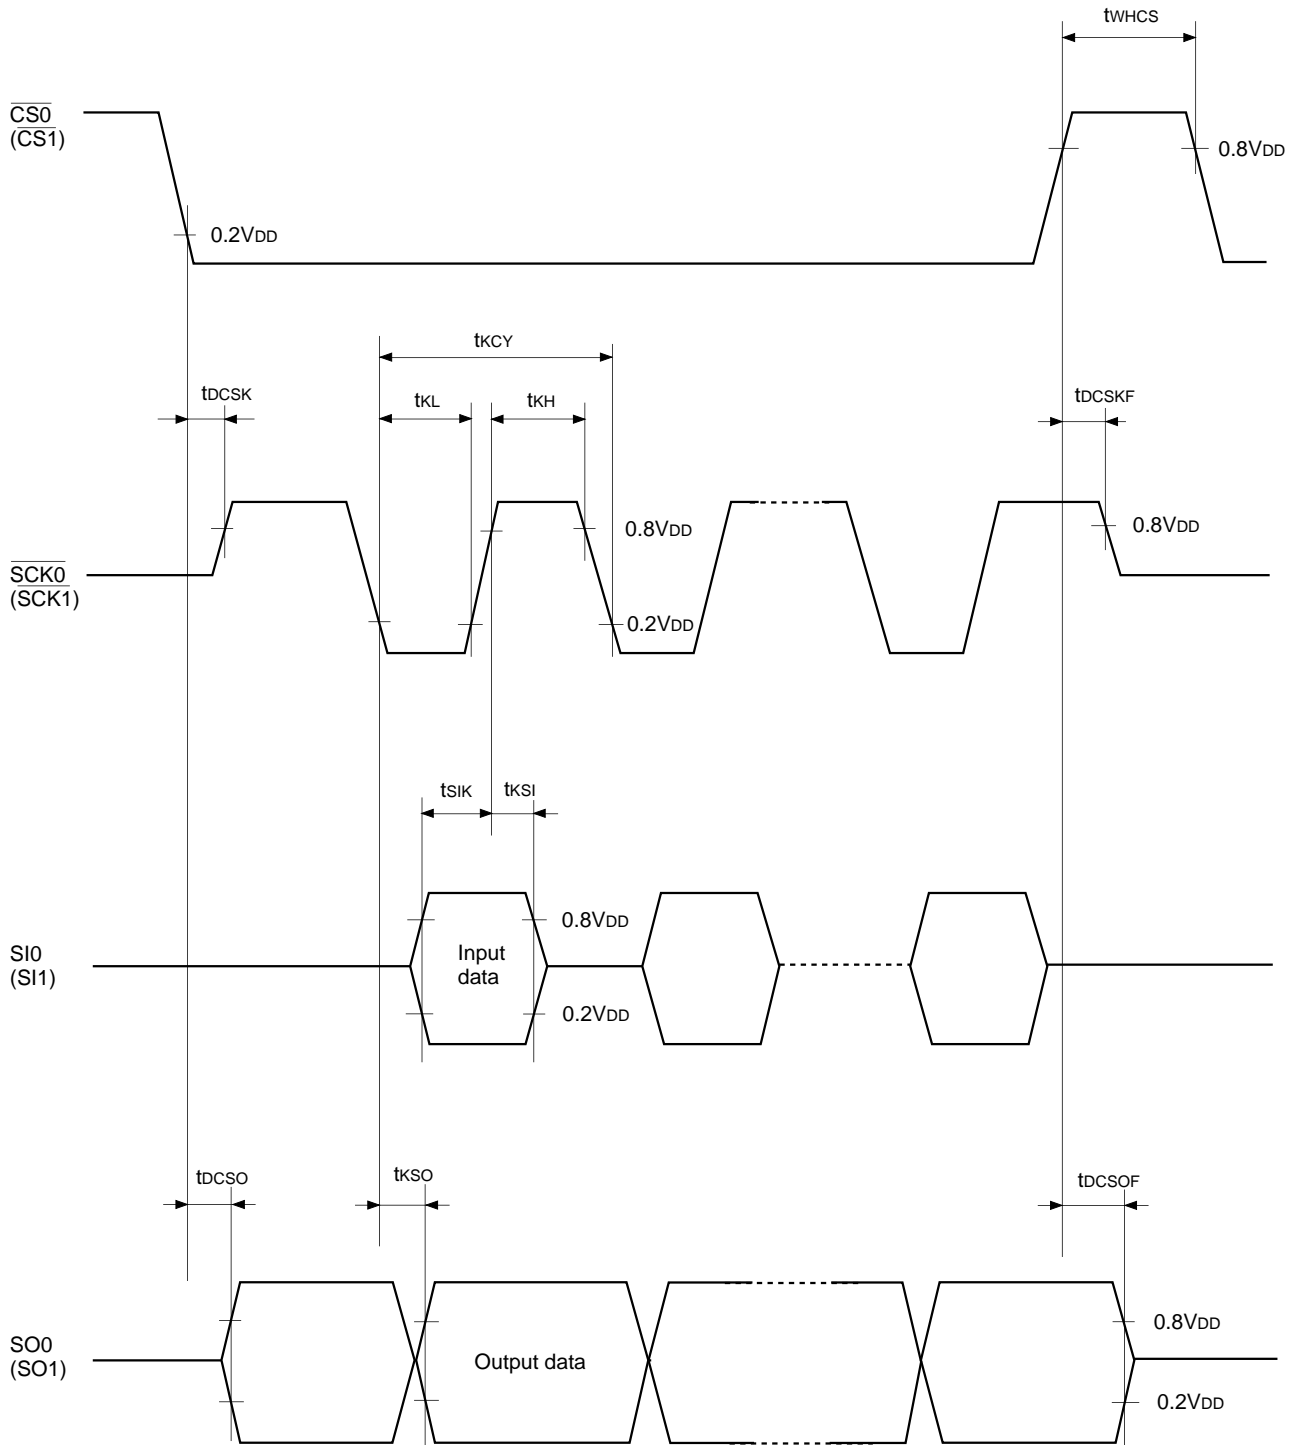 tWHCS
CS0
(CS1)
0.8VDD
0.2VDD
tKCY
tDCSK
tKL
tKH
tDCSKF
0.8VDD
0.8VDD
SCK0
(SCK1)
0.2VDD
tSIK
tKSI
0.8VDD
SI0
(SI1)
Input
data
0.2VDD
tDCSO
tKSO
tDCSOF
0.8VDD
SO0
(SO1)
Output data
0.2VDD